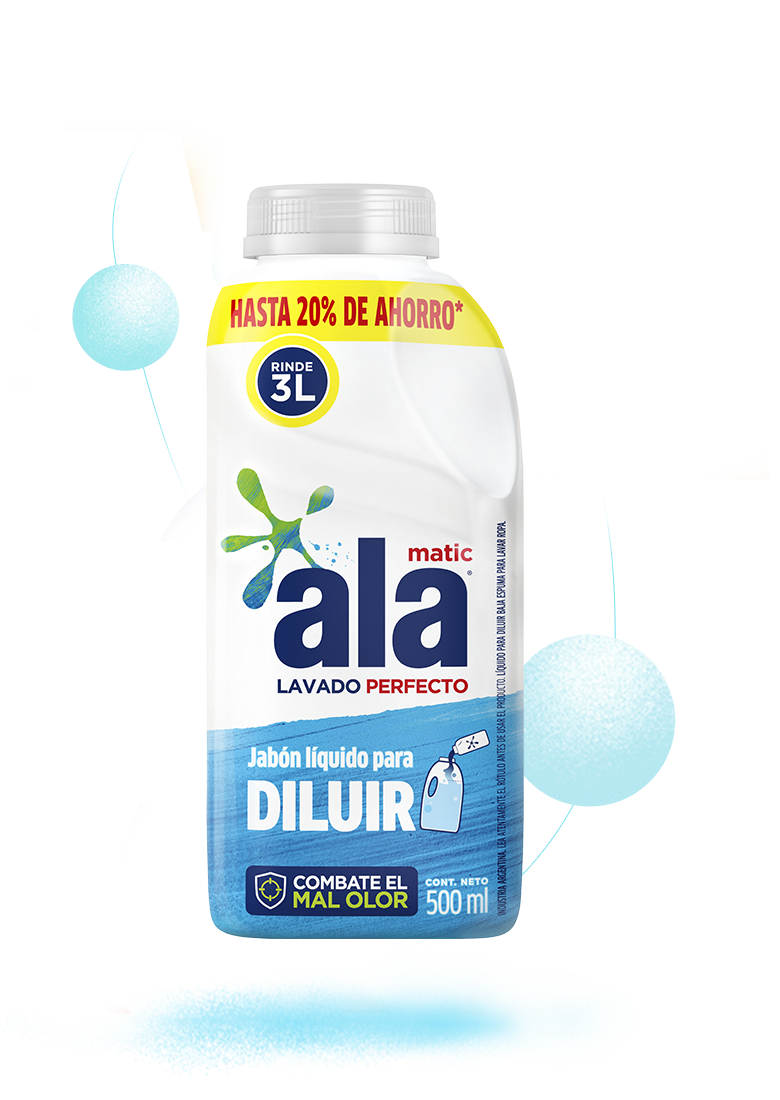 HASTA 20% DE AHORRO*
RINDE
3L
matic
ala®
LAVADO PERFECTO
Jabón líquido para
DILUIR
COMBATE EL
MAL OLOR
CONT. NETO
500 ml
INDUSTRIA ARGENTINA. LEA ATENTAMENTE EL RÓTULO ANTES DE USAR EL PRODUCTO. LÍQUIDO PARA DILUIR BAJA ESPUMA PARA LAVAR ROPA.